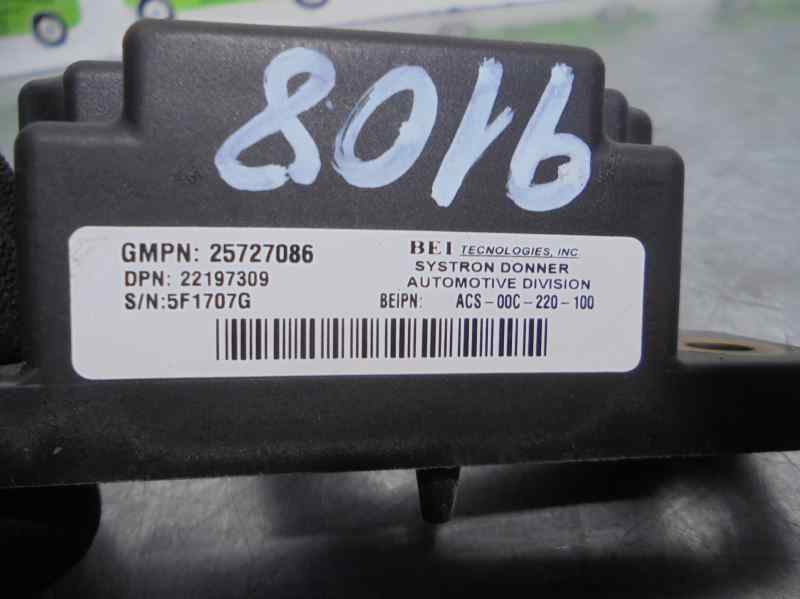 8016
GMPN: 25727086
DPN: 22197309
S/N:5F1707G
BEI TECNOLOGIES, INC
SYSTRON DONNER
AUTOMOTIVE DIVISION
BEIPN: ACS-00C-220-100